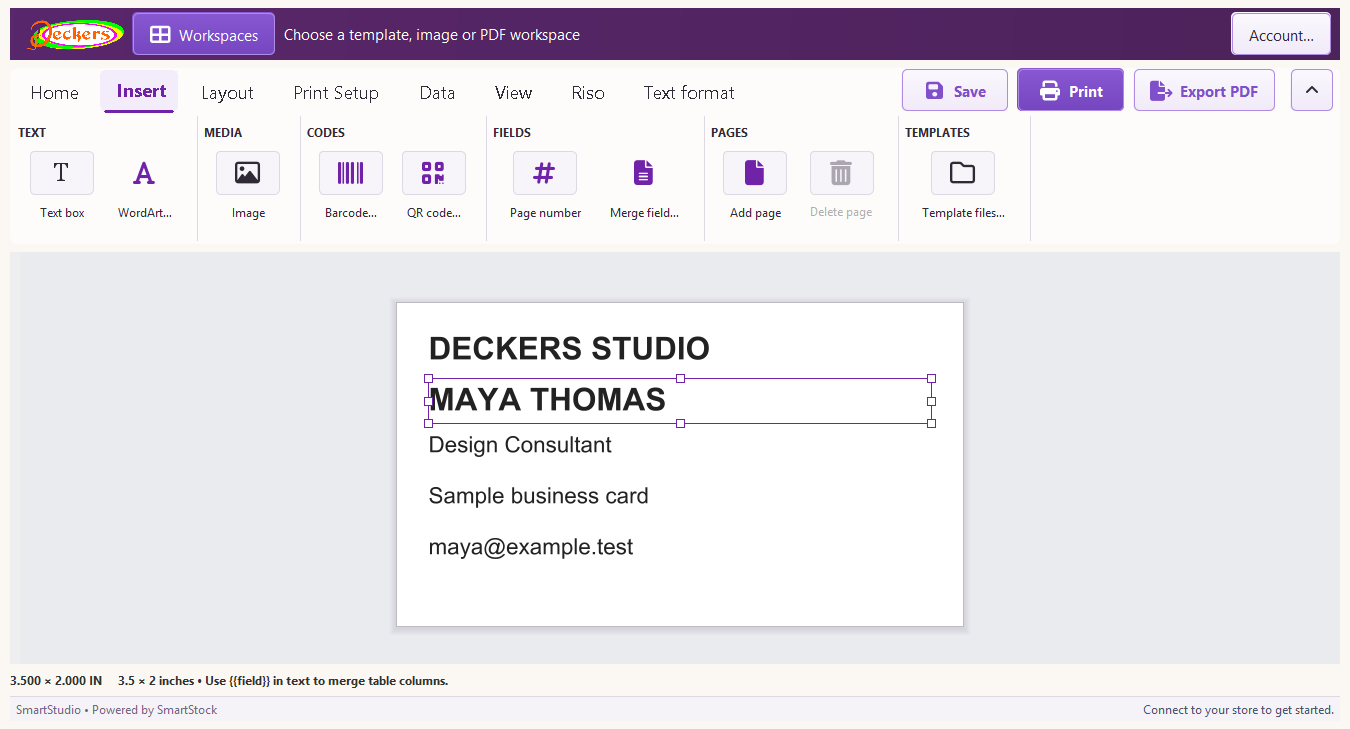 Deckers
Workspaces
Choose a template, image or PDF workspace
Account...
Home
Insert
Layout
Print Setup
Data
View
Riso
Text format
Save
Print
Export PDF
TEXT
Text box
WordArt...
MEDIA
Image
CODES
Barcode...
QR code...
FIELDS
Page number
Merge field...
PAGES
Add page
Delete page
TEMPLATES
Template files...
DECKERS STUDIO
MAYA THOMAS
Design Consultant
Sample business card
maya@example.test
3.500 × 2.000 IN
3.5 × 2 inches • Use {{field}} in text to merge table columns.
SmartStudio • Powered by SmartStock
Connect to your store to get started.